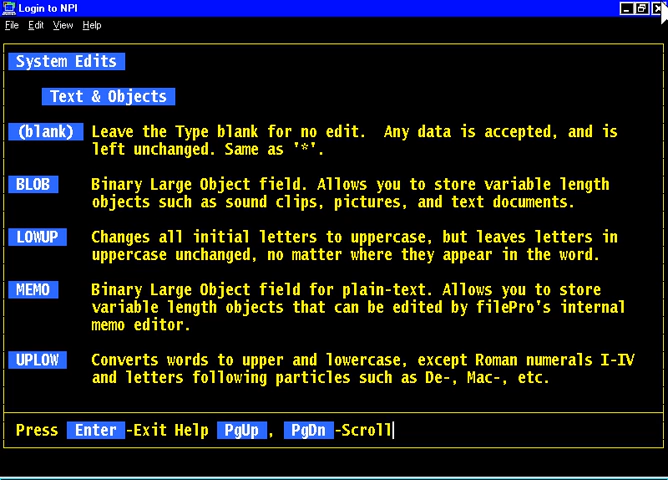 Login to NPI
File Edit View Help
System Edits
Text & Objects
(blank) Leave the Type blank for no edit. Any data is accepted, and is
left unchanged. Same as '*'.
BLOB Binary Large Object field. Allows you to store variable length
objects such as sound clips, pictures, and text documents.
LOWUP Changes all initial letters to uppercase, but leaves letters in
uppercase unchanged, no matter where they appear in the word.
MEMO Binary Large Object field for plain-text. Allows you to store
variable length objects that can be edited by filePro's internal
memo editor.
UPLOW Converts words to upper and lowercase, except Roman numerals I-IV
and letters following particles such as De-, Mac-, etc.
Press Enter -Exit Help PgUp , PgDn -Scroll